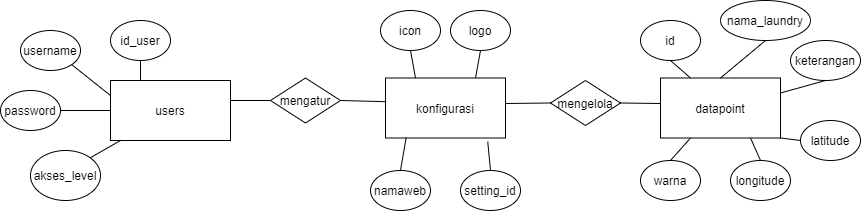 username
id_user
password
akses_level
users
mengatur
icon
logo
konfigurasi
namaweb
setting_id
mengelola
id
nama_laundry
keterangan
datapoint
latitude
warna
longitude